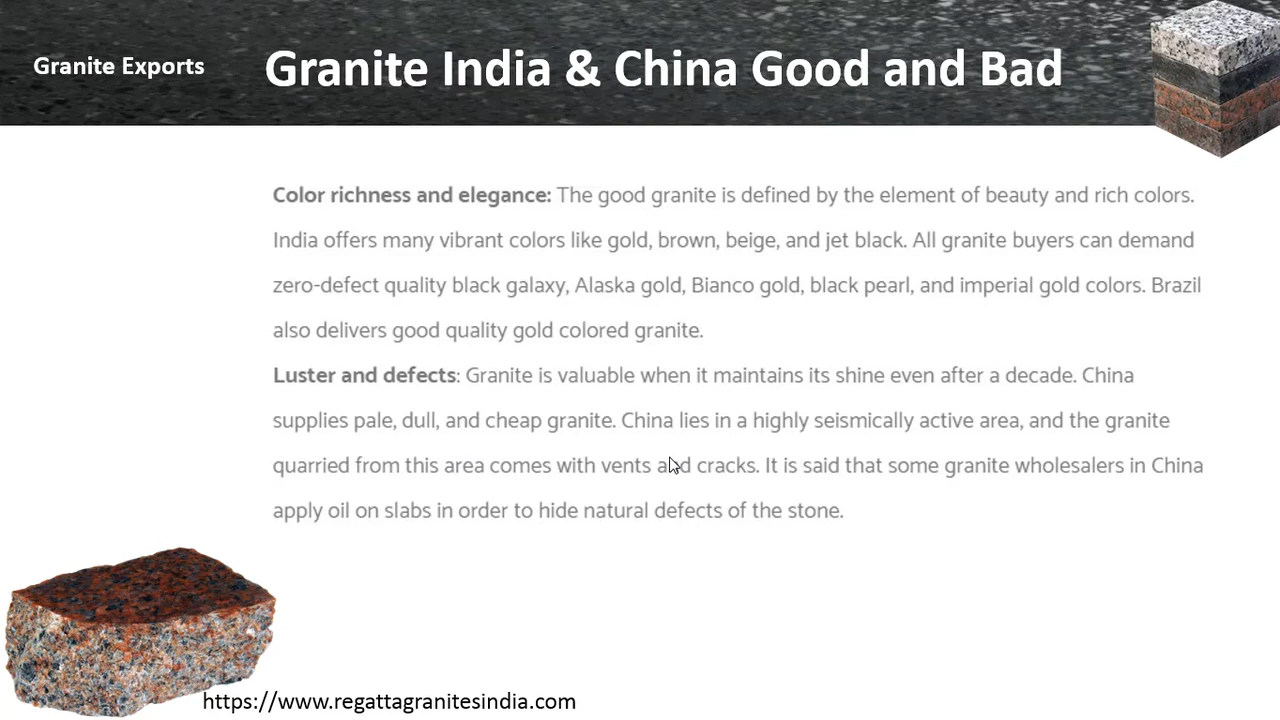 Granite Exports
Granite India & China Good and Bad
Color richness and elegance: The good granite is defined by the element of beauty and rich colors.
India offers many vibrant colors like gold, brown, beige, and jet black. All granite buyers can demand
zero-defect quality black galaxy, Alaska gold, Bianco gold, black pearl, and imperial gold colors. Brazil
also delivers good quality gold colored granite.
Luster and defects: Granite is valuable when it maintains its shine even after a decade. China
supplies pale, dull, and cheap granite. China lies in a highly seismically active area, and the granite
quarried from this area comes with vents and cracks. It is said that some granite wholesalers in China
apply oil on slabs in order to hide natural defects of the stone.
https://www.regattagranitesindia.com